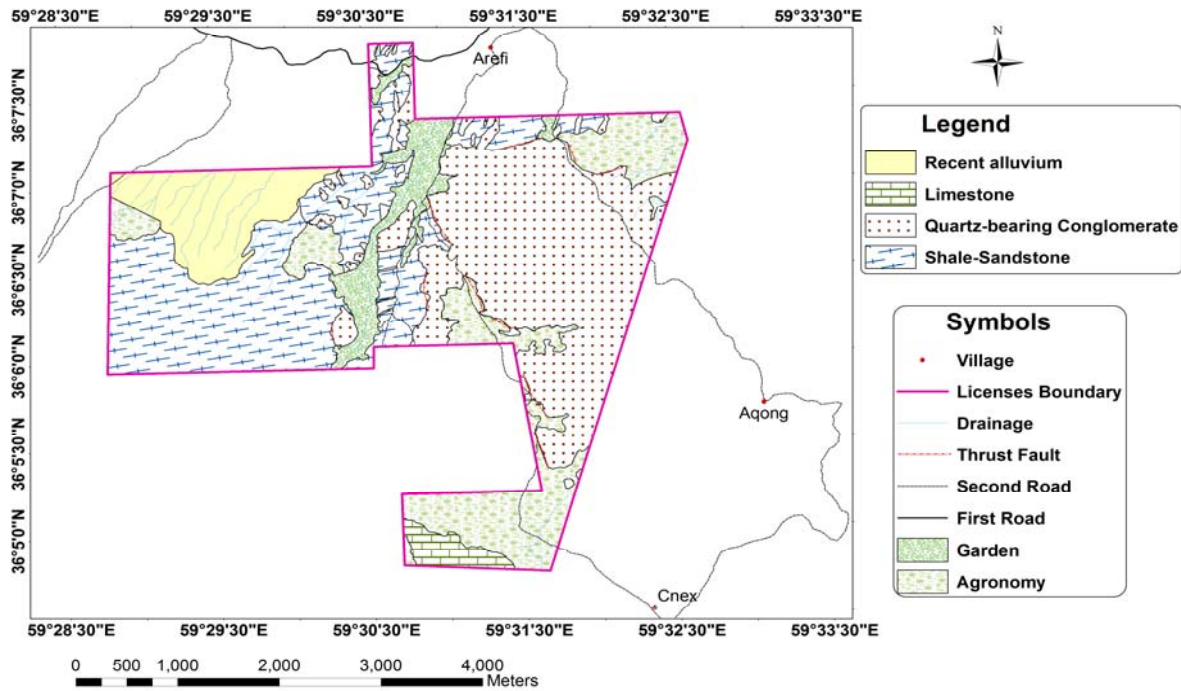 59°28'30"E 59°29'30"E 59°30'30"E 59°31'30"E 59°32'30"E 59°33'30"E
N
Arefi
36°7'30"N
36°7'0"N
36°6'30"N
36°6'0"N
36°5'30"N
36°5'0"N
Aqong
Cnex
Legend
Recent alluvium
Limestone
Quartz-bearing Conglomerate
Shale-Sandstone
Symbols
Village
Licenses Boundary
Drainage
Thrust Fault
Second Road
First Road
Garden
Agronomy
59°28'30"E 59°29'30"E 59°30'30"E 59°31'30"E 59°32'30"E 59°33'30"E
0 500 1,000 2,000 3,000 4,000
Meters